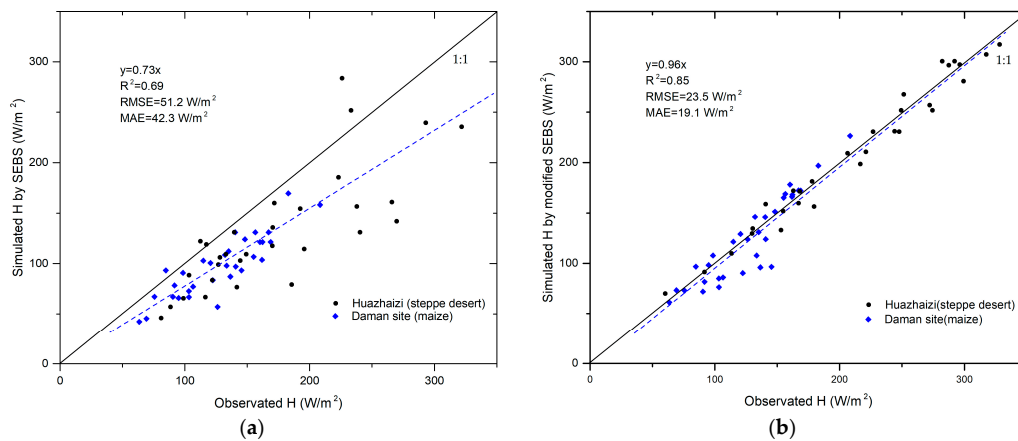 300
200
100
0
0
100
200
300
Simulated H by SEBS (W/m²)
Observated H (W/m²)
y=0.73x
R²=0.69
RMSE=51.2 W/m²
MAE=42.3 W/m²
1:1
Huazhaizi (steppe desert)
Daman site (maize)
(a)
300
200
100
0
0
100
200
300
Simulated H by modified SEBS (W/m²)
Observated H (W/m²)
y=0.96x
R²=0.85
RMSE=23.5 W/m²
MAE=19.1 W/m²
1:1
Huazhaizi(steppe desert)
Daman site(maize)
(b)